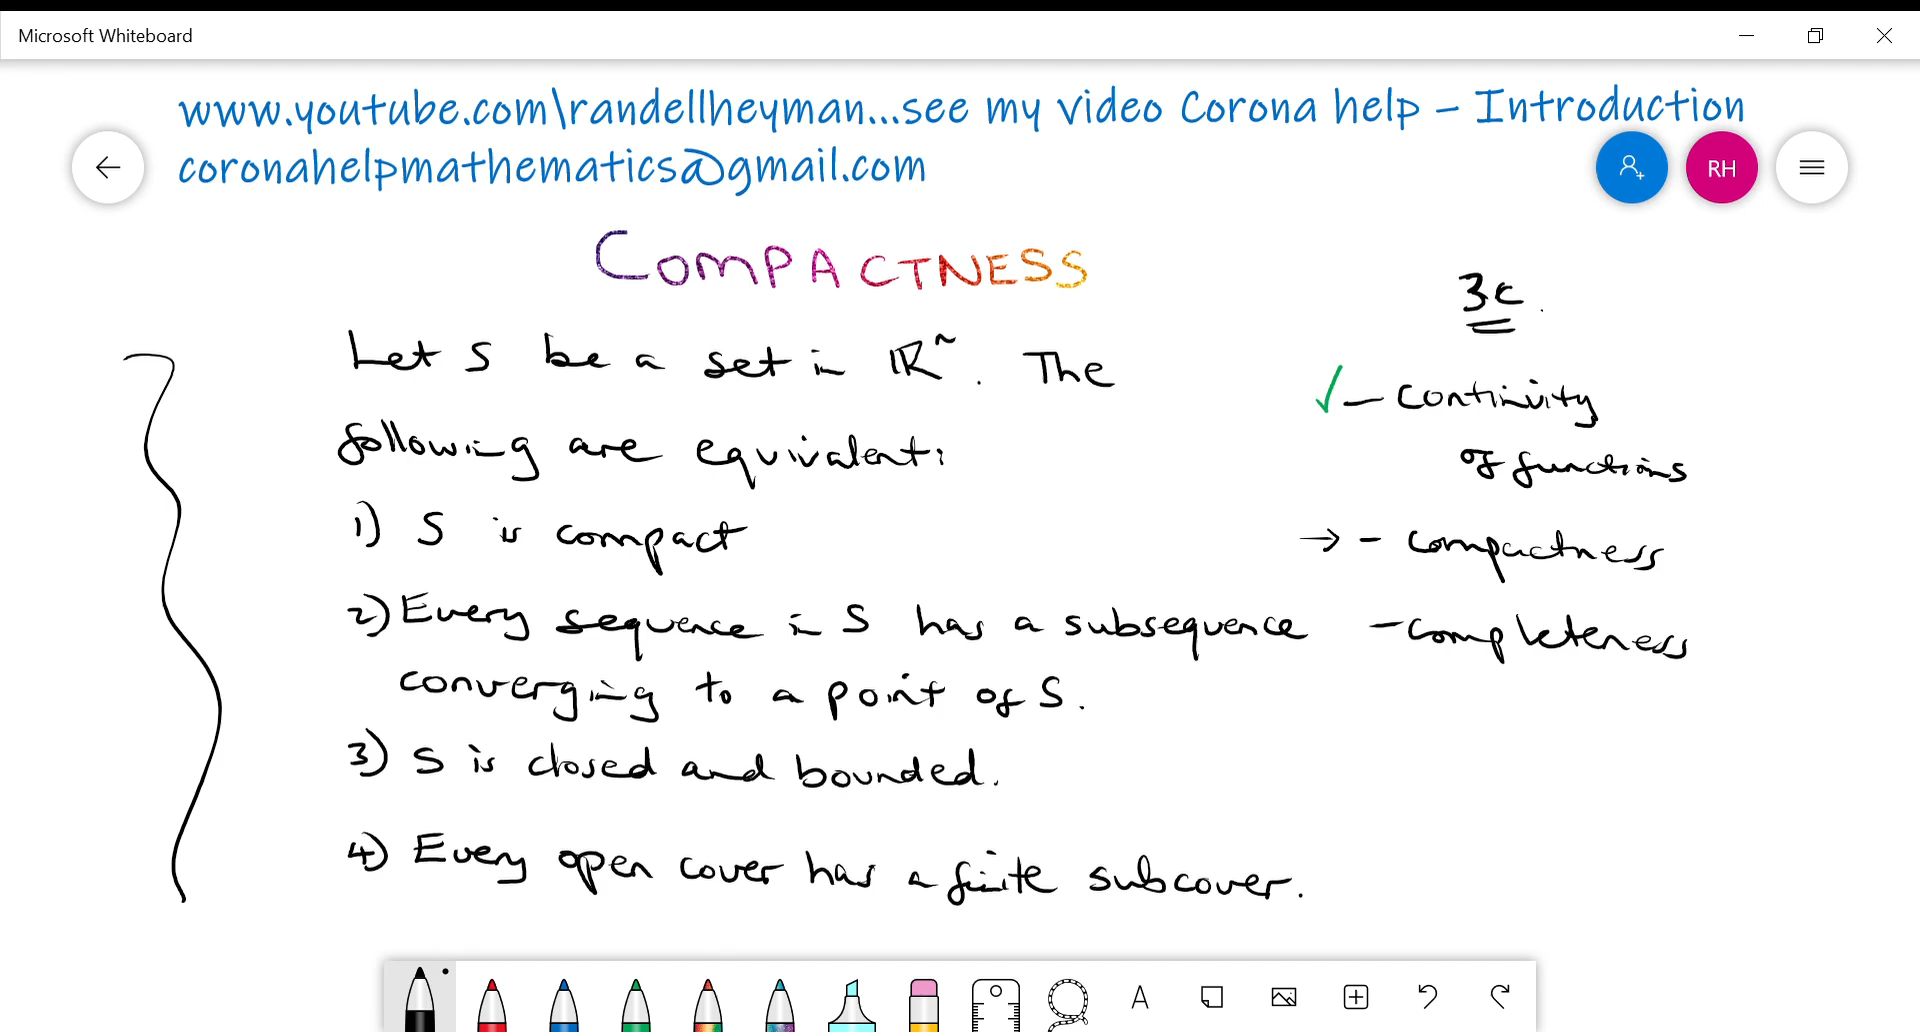 Microsoft Whiteboard
www.youtube.com\randellheyman...see my video Corona help – Introduction
coronahelpmathematics@gmail.com
RH
COMPACTNESS
3c
Let S be a set in ℝⁿ. The
✓ – continuity
following are equivalent:
of functions
1) S is compact
→ – compactness
2) Every sequence in S has a subsequence
– completeness
converging to a point of S.
3) S is closed and bounded.
4) Every open cover has a finite subcover.
A